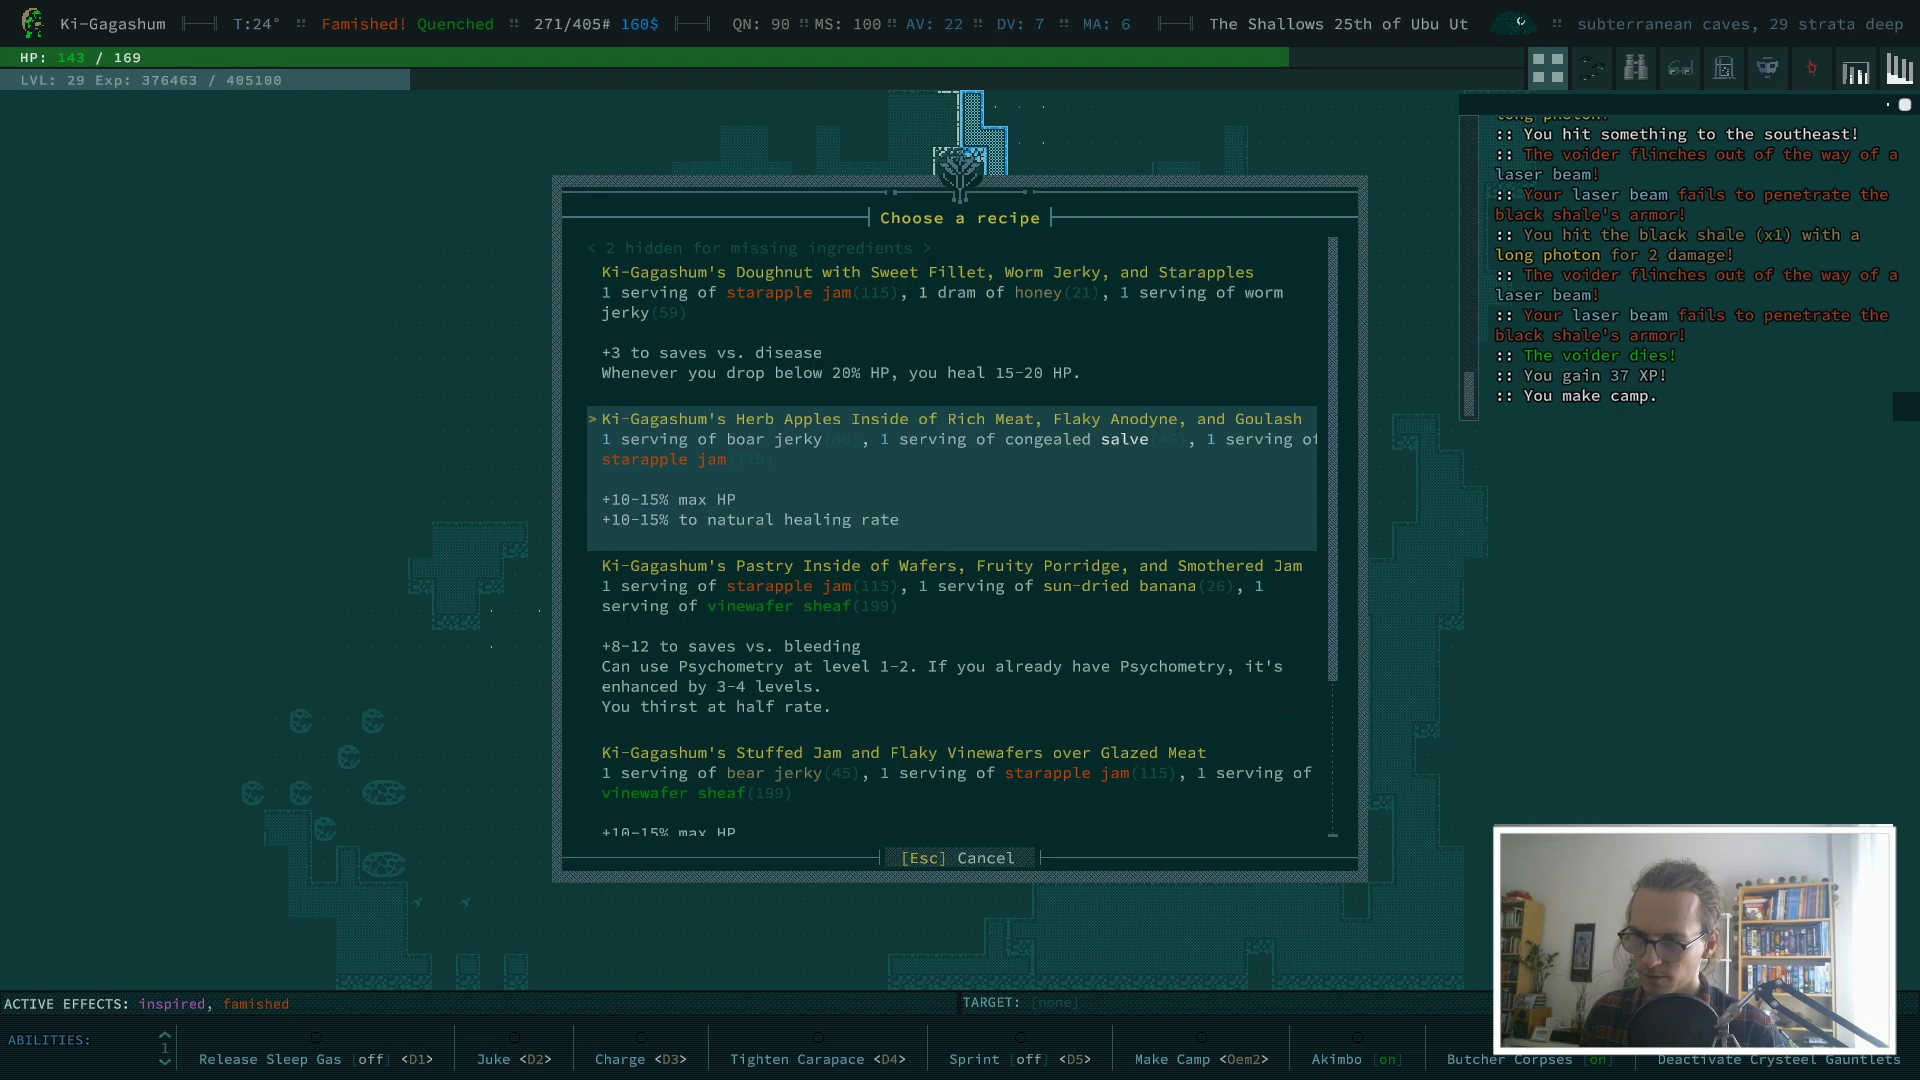 Ki-Gagashum T:24° Famished! Quenched 271/405# 160$ QN: 90 MS: 100 AV: 22 DV: 7 MA: 6 The Shallows 25th of Ubu Ut subterranean caves, 29 strata deep
HP: 143 / 169
LVL: 29 Exp: 376463 / 405100
long photon!
:: You hit something to the southeast!
:: The voider flinches out of the way of a
laser beam!
:: Your laser beam fails to penetrate the
black shale's armor!
:: You hit the black shale (x1) with a
long photon for 2 damage!
:: The voider flinches out of the way of a
laser beam!
:: Your laser beam fails to penetrate the
black shale's armor!
:: The voider dies!
:: You gain 37 XP!
:: You make camp.
Choose a recipe
< 2 hidden for missing ingredients >
Ki-Gagashum's Doughnut with Sweet Fillet, Worm Jerky, and Starapples
1 serving of starapple jam(115), 1 dram of honey(21), 1 serving of worm
jerky(59)
+3 to saves vs. disease
Whenever you drop below 20% HP, you heal 15-20 HP.
> Ki-Gagashum's Herb Apples Inside of Rich Meat, Flaky Anodyne, and Goulash
1 serving of boar jerky, 1 serving of congealed salve, 1 serving of
starapple jam(115)
+10-15% max HP
+10-15% to natural healing rate
Ki-Gagashum's Pastry Inside of Wafers, Fruity Porridge, and Smothered Jam
1 serving of starapple jam(115), 1 serving of sun-dried banana(26), 1
serving of vinewafer sheaf(199)
+8-12 to saves vs. bleeding
Can use Psychometry at level 1-2. If you already have Psychometry, it's
enhanced by 3-4 levels.
You thirst at half rate.
Ki-Gagashum's Stuffed Jam and Flaky Vinewafers over Glazed Meat
1 serving of bear jerky(45), 1 serving of starapple jam(115), 1 serving of
vinewafer sheaf(199)
+10-15% max HP
[Esc] Cancel
ACTIVE EFFECTS: inspired, famished
TARGET: [none]
ABILITIES: 1 Release Sleep Gas [off] <D1> Juke <D2> Charge <D3> Tighten Carapace <D4> Sprint [off] <D5> Make Camp <Oem2> Akimbo [on] Butcher Corpses [on] Deactivate Crysteel Gauntlets